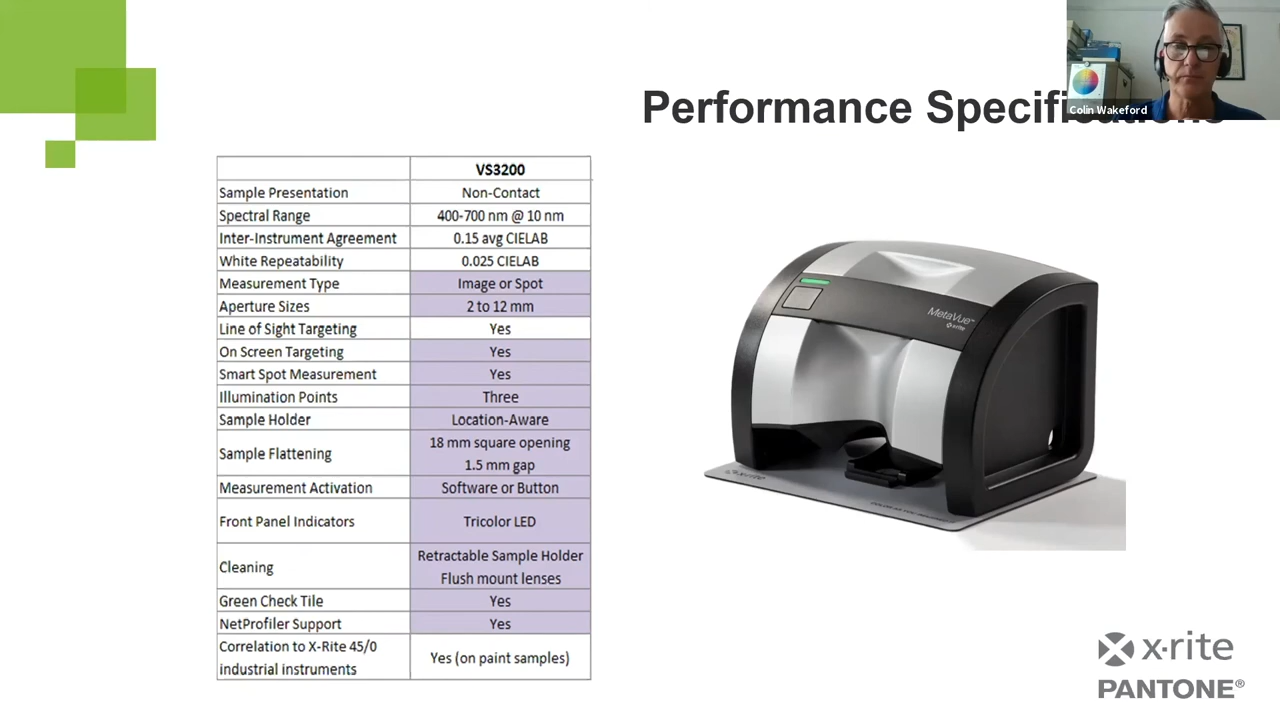 Performance Specifications
Colin Wakeford
VS3200
Sample Presentation Non-Contact
Spectral Range 400-700 nm @ 10 nm
Inter-Instrument Agreement 0.15 avg CIELAB
White Repeatability 0.025 CIELAB
Measurement Type Image or Spot
Aperture Sizes 2 to 12 mm
Line of Sight Targeting Yes
On Screen Targeting Yes
Smart Spot Measurement Yes
Illumination Points Three
Sample Holder Location-Aware
Sample Flattening 18 mm square opening
1.5 mm gap
Measurement Activation Software or Button
Front Panel Indicators Tricolor LED
Cleaning Retractable Sample Holder
Flush mount lenses
Green Check Tile Yes
NetProfiler Support Yes
Correlation to X-Rite 45/0
industrial instruments Yes (on paint samples)
MetaVue™
x·rite
x·rite
x·rite
PANTONE®